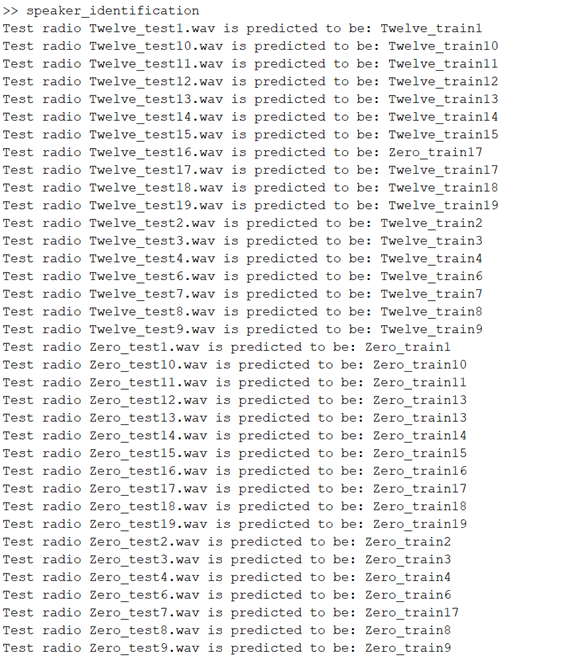 >> speaker_identification
Test radio Twelve_test1.wav is predicted to be: Twelve_train1
Test radio Twelve_test10.wav is predicted to be: Twelve_train10
Test radio Twelve_test11.wav is predicted to be: Twelve_train11
Test radio Twelve_test12.wav is predicted to be: Twelve_train12
Test radio Twelve_test13.wav is predicted to be: Twelve_train13
Test radio Twelve_test14.wav is predicted to be: Twelve_train14
Test radio Twelve_test15.wav is predicted to be: Twelve_train15
Test radio Twelve_test16.wav is predicted to be: Zero_train17
Test radio Twelve_test17.wav is predicted to be: Twelve_train17
Test radio Twelve_test18.wav is predicted to be: Twelve_train18
Test radio Twelve_test19.wav is predicted to be: Twelve_train19
Test radio Twelve_test2.wav is predicted to be: Twelve_train2
Test radio Twelve_test3.wav is predicted to be: Twelve_train3
Test radio Twelve_test4.wav is predicted to be: Twelve_train4
Test radio Twelve_test6.wav is predicted to be: Twelve_train6
Test radio Twelve_test7.wav is predicted to be: Twelve_train7
Test radio Twelve_test8.wav is predicted to be: Twelve_train8
Test radio Twelve_test9.wav is predicted to be: Twelve_train9
Test radio Zero_test1.wav is predicted to be: Zero_train1
Test radio Zero_test10.wav is predicted to be: Zero_train10
Test radio Zero_test11.wav is predicted to be: Zero_train11
Test radio Zero_test12.wav is predicted to be: Zero_train13
Test radio Zero_test13.wav is predicted to be: Zero_train13
Test radio Zero_test14.wav is predicted to be: Zero_train14
Test radio Zero_test15.wav is predicted to be: Zero_train15
Test radio Zero_test16.wav is predicted to be: Zero_train16
Test radio Zero_test17.wav is predicted to be: Zero_train17
Test radio Zero_test18.wav is predicted to be: Zero_train18
Test radio Zero_test19.wav is predicted to be: Zero_train19
Test radio Zero_test2.wav is predicted to be: Zero_train2
Test radio Zero_test3.wav is predicted to be: Zero_train3
Test radio Zero_test4.wav is predicted to be: Zero_train4
Test radio Zero_test6.wav is predicted to be: Zero_train6
Test radio Zero_test7.wav is predicted to be: Zero_train17
Test radio Zero_test8.wav is predicted to be: Zero_train8
Test radio Zero_test9.wav is predicted to be: Zero_train9